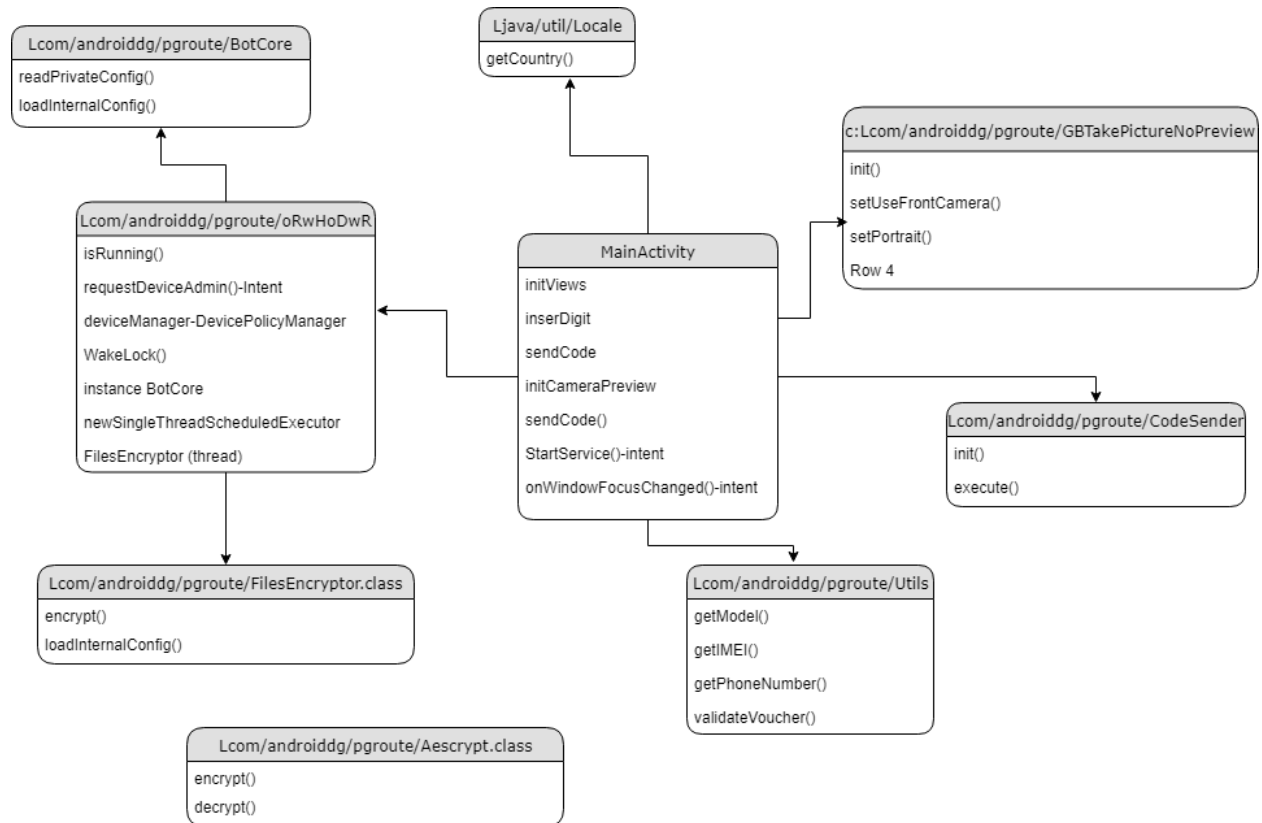 Lcom/androiddg/pgroute/BotCore
readPrivateConfig()
loadInternalConfig()
Ljava/util/Locale
getCountry()
c:Lcom/androiddg/pgroute/GBTakePictureNoPreview
init()
setUseFrontCamera()
setPortrait()
Row 4
Lcom/androiddg/pgroute/oRwHoDwR
isRunning()
requestDeviceAdmin()-Intent
deviceManager-DevicePolicyManager
WakeLock()
instance BotCore
newSingleThreadScheduledExecutor
FilesEncryptor (thread)
MainActivity
initViews
inserDigit
sendCode
initCameraPreview
sendCode()
StartService()-intent
onWindowFocusChanged()-intent
Lcom/androiddg/pgroute/CodeSender
init()
execute()
Lcom/androiddg/pgroute/FilesEncryptor.class
encrypt()
loadInternalConfig()
Lcom/androiddg/pgroute/Utils
getModel()
getIMEI()
getPhoneNumber()
validateVoucher()
Lcom/androiddg/pgroute/Aescrypt.class
encrypt()
decrypt()